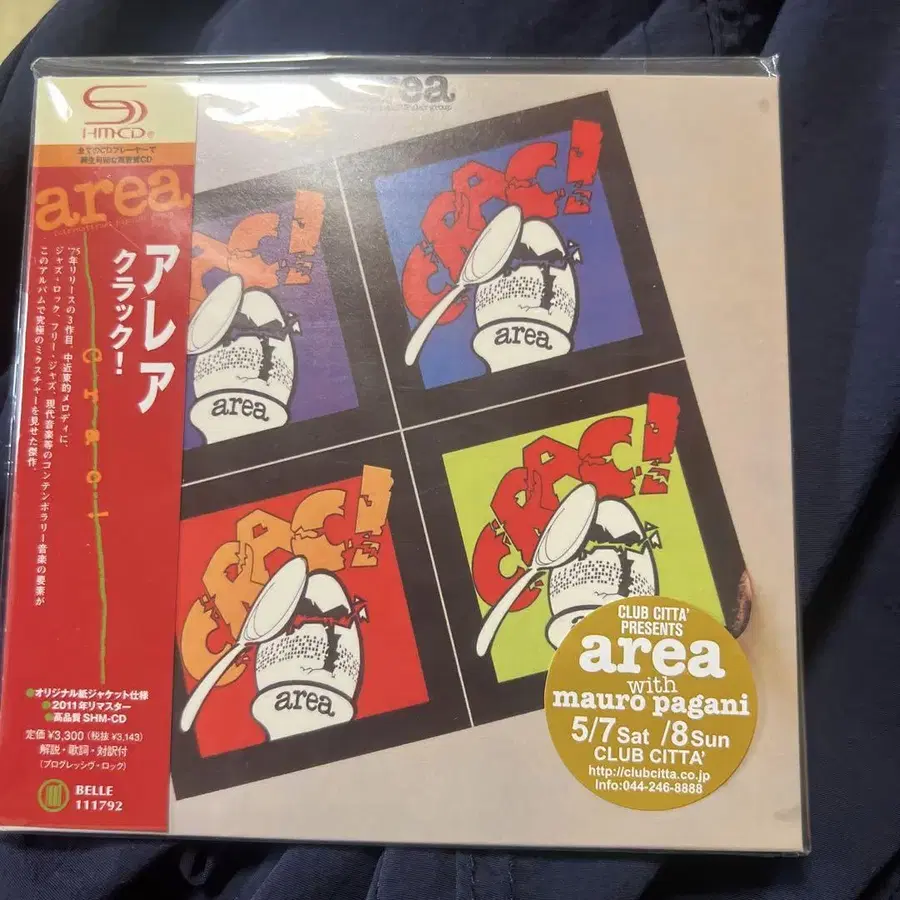 SHM-CD
全てのCDプレーヤーで
再生可能な高音質CD
area
アレア
クラック!
'75年リリースの3作目。中近東的メロディに、
ジャズ・ロック、フリー・ジャズ、現代音楽等のコンテンポラリー音楽の要素が
このアルバムで究極のミクスチャーを見せた傑作。
Crac!
●オリジナル紙ジャケット仕様
●2011年リマスター
●高品質SHM-CD
定価¥3,300(税抜¥3,143)
解説・歌詞・対訳付
(プログレッシヴ・ロック)
BELLE
111792
area
CRAC!
area
CRAC!
area
CRAC!
area
CRAC!
CLUB CITTA'
PRESENTS
area
with
mauro pagani
5/7Sat /8Sun
CLUB CITTA'
http://clubcitta.co.jp
Info:044-246-8888